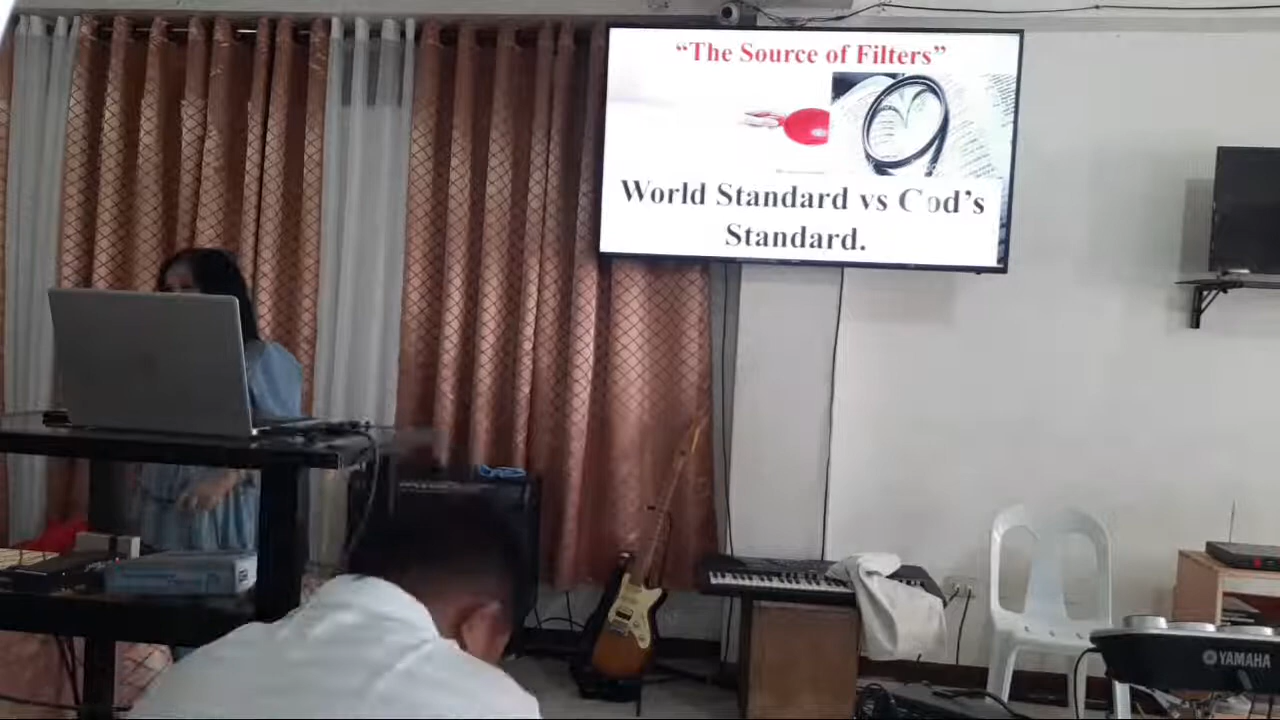 “The Source of Filters”
World Standard vs God’s
Standard.
YAMAHA